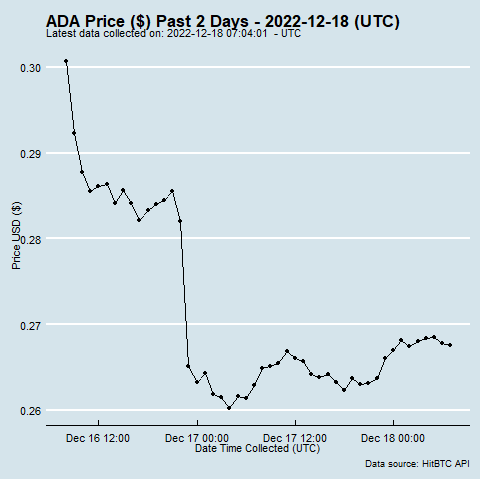 ADA Price ($) Past 2 Days - 2022-12-18 (UTC)
Latest data collected on: 2022-12-18 07:04:01  - UTC
0.30
0.29
0.28
0.27
0.26
Price USD ($)
Dec 16 12:00
Dec 17 00:00
Dec 17 12:00
Dec 18 00:00
Date Time Collected (UTC)
Data source: HitBTC API